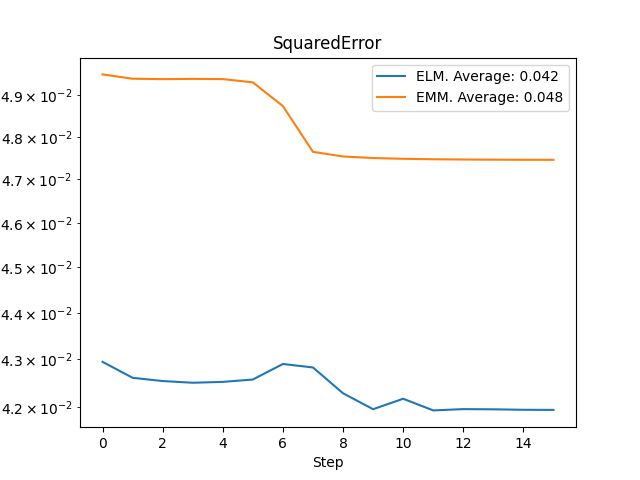 SquaredError
ELM. Average: 0.042
EMM. Average: 0.048
4.9 × 10⁻²
4.8 × 10⁻²
4.7 × 10⁻²
4.6 × 10⁻²
4.5 × 10⁻²
4.4 × 10⁻²
4.3 × 10⁻²
4.2 × 10⁻²
0 2 4 6 8 10 12 14
Step